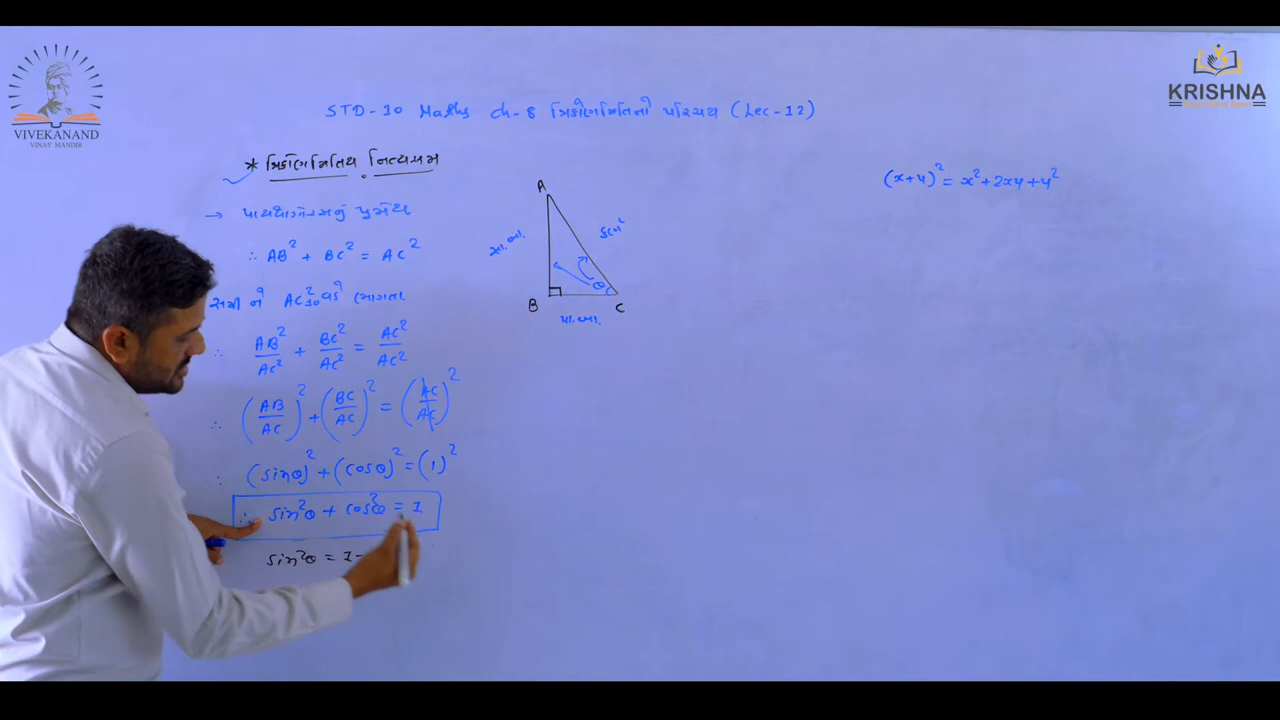 VIVEKANAND
VINAY MANDIR
KRISHNA
STD-10 Maths ch-8 ત્રિકોણમિતિનો પરિચય (Lec-12)
* ત્રિકોણમિતિય નિત્યસમ
(x+y)² = x²+2xy+y²
→ પાયથાગોરસનું પ્રમેય
∴ AB² + BC² = AC²
AC² વડે ભાગતા.
∴ AB²/AC² + BC²/AC² = AC²/AC²
∴ (AB/AC)² + (BC/AC)² = (AC/AC)²
∴ (sinθ)² + (cosθ)² = (1)²
∴ sin²θ + cos²θ = 1
sin²θ = 1-
A
સા.બા.
કર્ણ
θ
B
C
પા.બા.